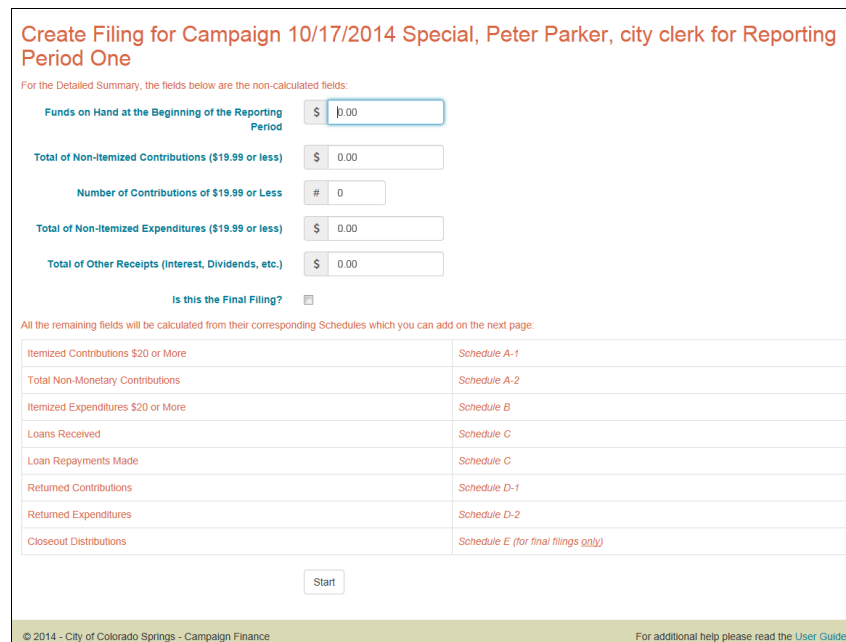 Create Filing for Campaign 10/17/2014 Special, Peter Parker, city clerk for Reporting
Period One
For the Detailed Summary, the fields below are the non-calculated fields:
Funds on Hand at the Beginning of the Reporting
Period
$ 0.00
Total of Non-Itemized Contributions ($19.99 or less) $ 0.00
Number of Contributions of $19.99 or Less # 0
Total of Non-Itemized Expenditures ($19.99 or less) $ 0.00
Total of Other Receipts (Interest, Dividends, etc.) $ 0.00
Is this the Final Filing?
All the remaining fields will be calculated from their corresponding Schedules which you can add on the next page:
Itemized Contributions $20 or More Schedule A-1
Total Non-Monetary Contributions Schedule A-2
Itemized Expenditures $20 or More Schedule B
Loans Received Schedule C
Loan Repayments Made Schedule C
Returned Contributions Schedule D-1
Returned Expenditures Schedule D-2
Closeout Distributions Schedule E (for final filings only)
Start
© 2014 - City of Colorado Springs - Campaign Finance For additional help please read the User Guide